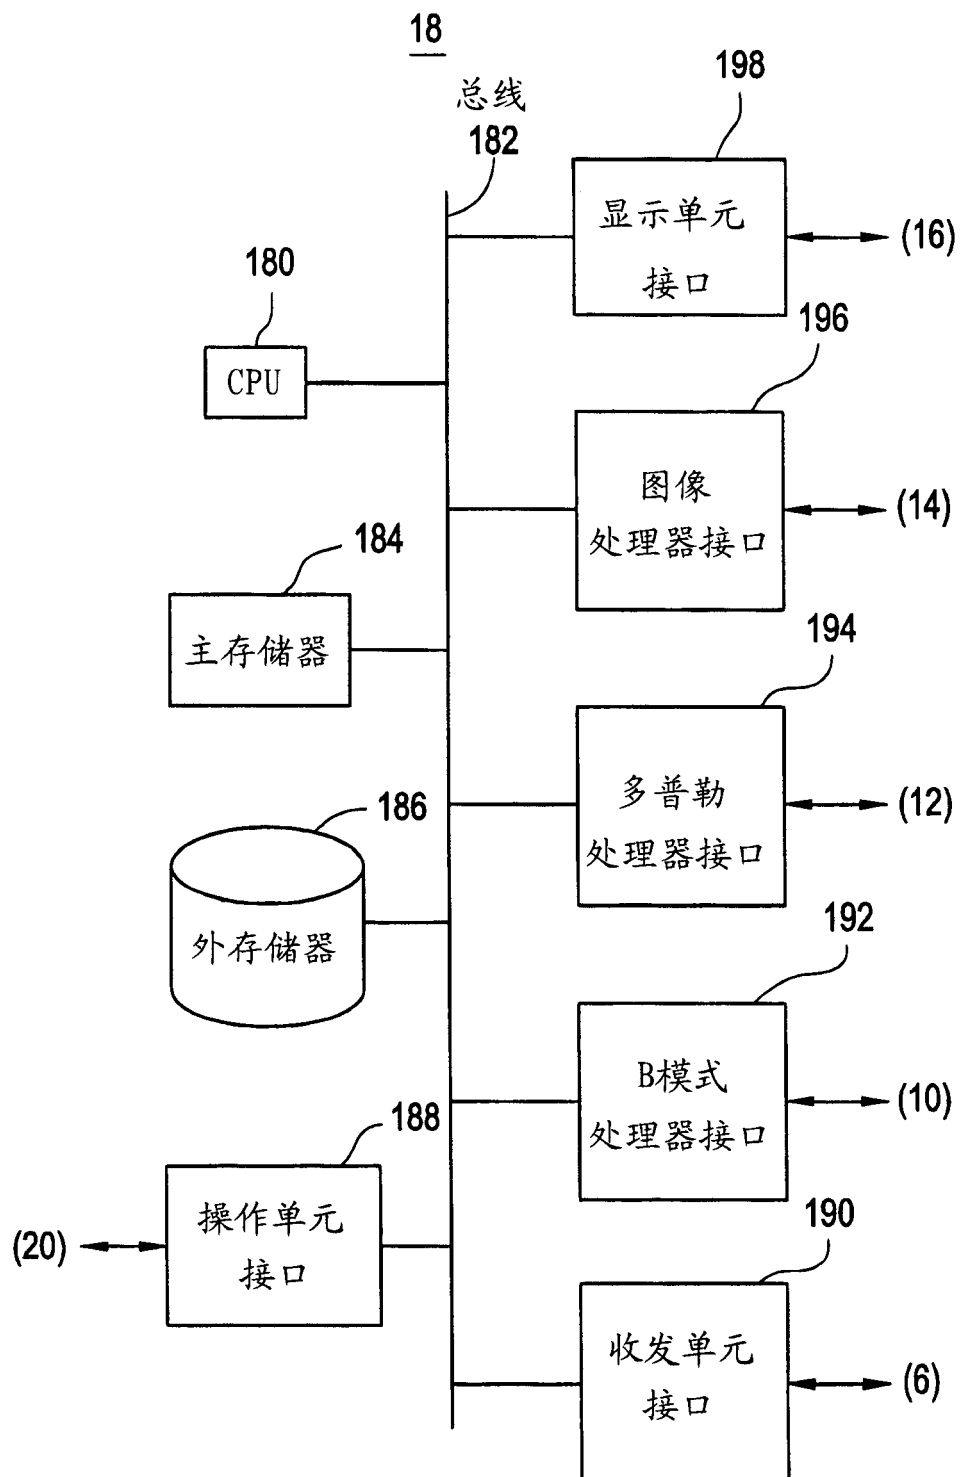 18
总线
182
198
显示单元
接口
(16)
180
CPU
196
图像
处理器接口
(14)
184
主存储器
194
多普勒
处理器接口
(12)
186
外存储器
192
B模式
处理器接口
(10)
188
操作单元
接口
(20)
190
收发单元
接口
(6)